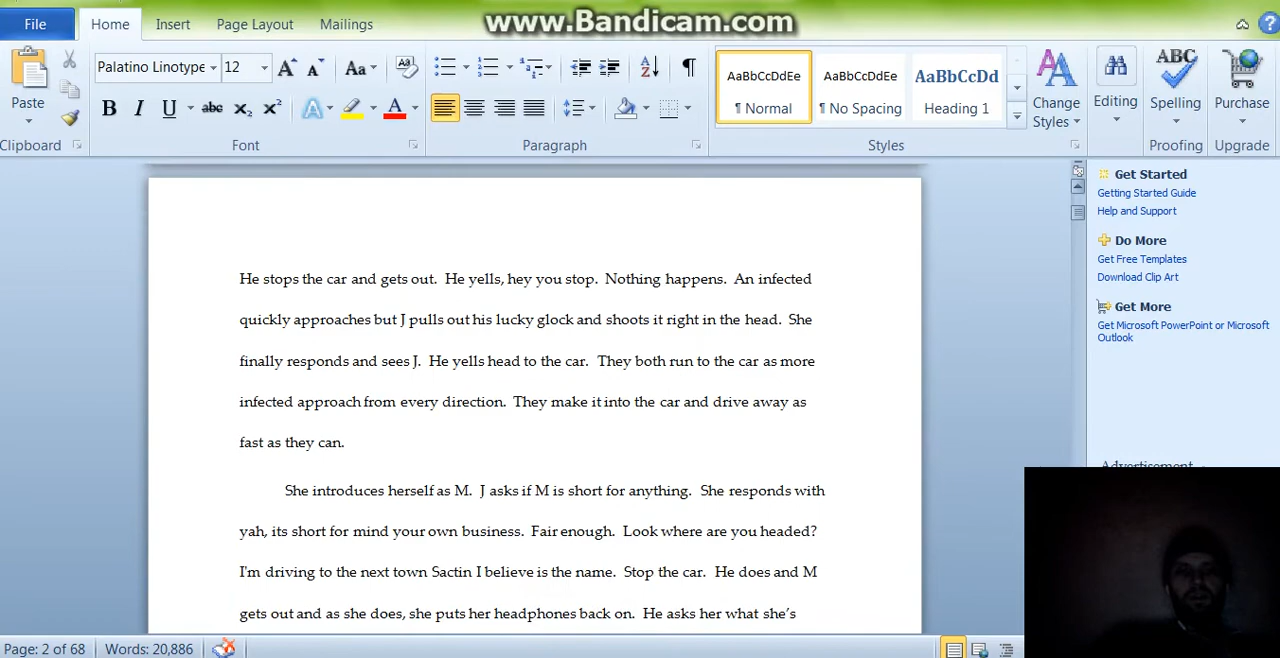 www.Bandicam.com
File
Home
Insert
Page Layout
Mailings
Palatino Linotype
12
Aa
B I U abc x₂ x²
A
A
¶
AaBbCcDdEe
¶ Normal
AaBbCcDdEe
¶ No Spacing
AaBbCcDd
Heading 1
Change
Styles
Editing
ABC
Spelling
Purchase
Paste
Clipboard
Font
Paragraph
Styles
Proofing
Upgrade
He stops the car and gets out.  He yells, hey you stop.  Nothing happens.  An infected
quickly approaches but J pulls out his lucky glock and shoots it right in the head.  She
finally responds and sees J.  He yells head to the car.  They both run to the car as more
infected approach from every direction.  They make it into the car and drive away as
fast as they can.
She introduces herself as M.  J asks if M is short for anything.  She responds with
yah, its short for mind your own business.  Fair enough.  Look where are you headed?
I'm driving to the next town Sactin I believe is the name.  Stop the car.  He does and M
gets out and as she does, she puts her headphones back on.  He asks her what she's
Get Started
Getting Started Guide
Help and Support
Do More
Get Free Templates
Download Clip Art
Get More
Get Microsoft PowerPoint or Microsoft
Outlook
Advertisement
Page: 2 of 68
Words: 20,886